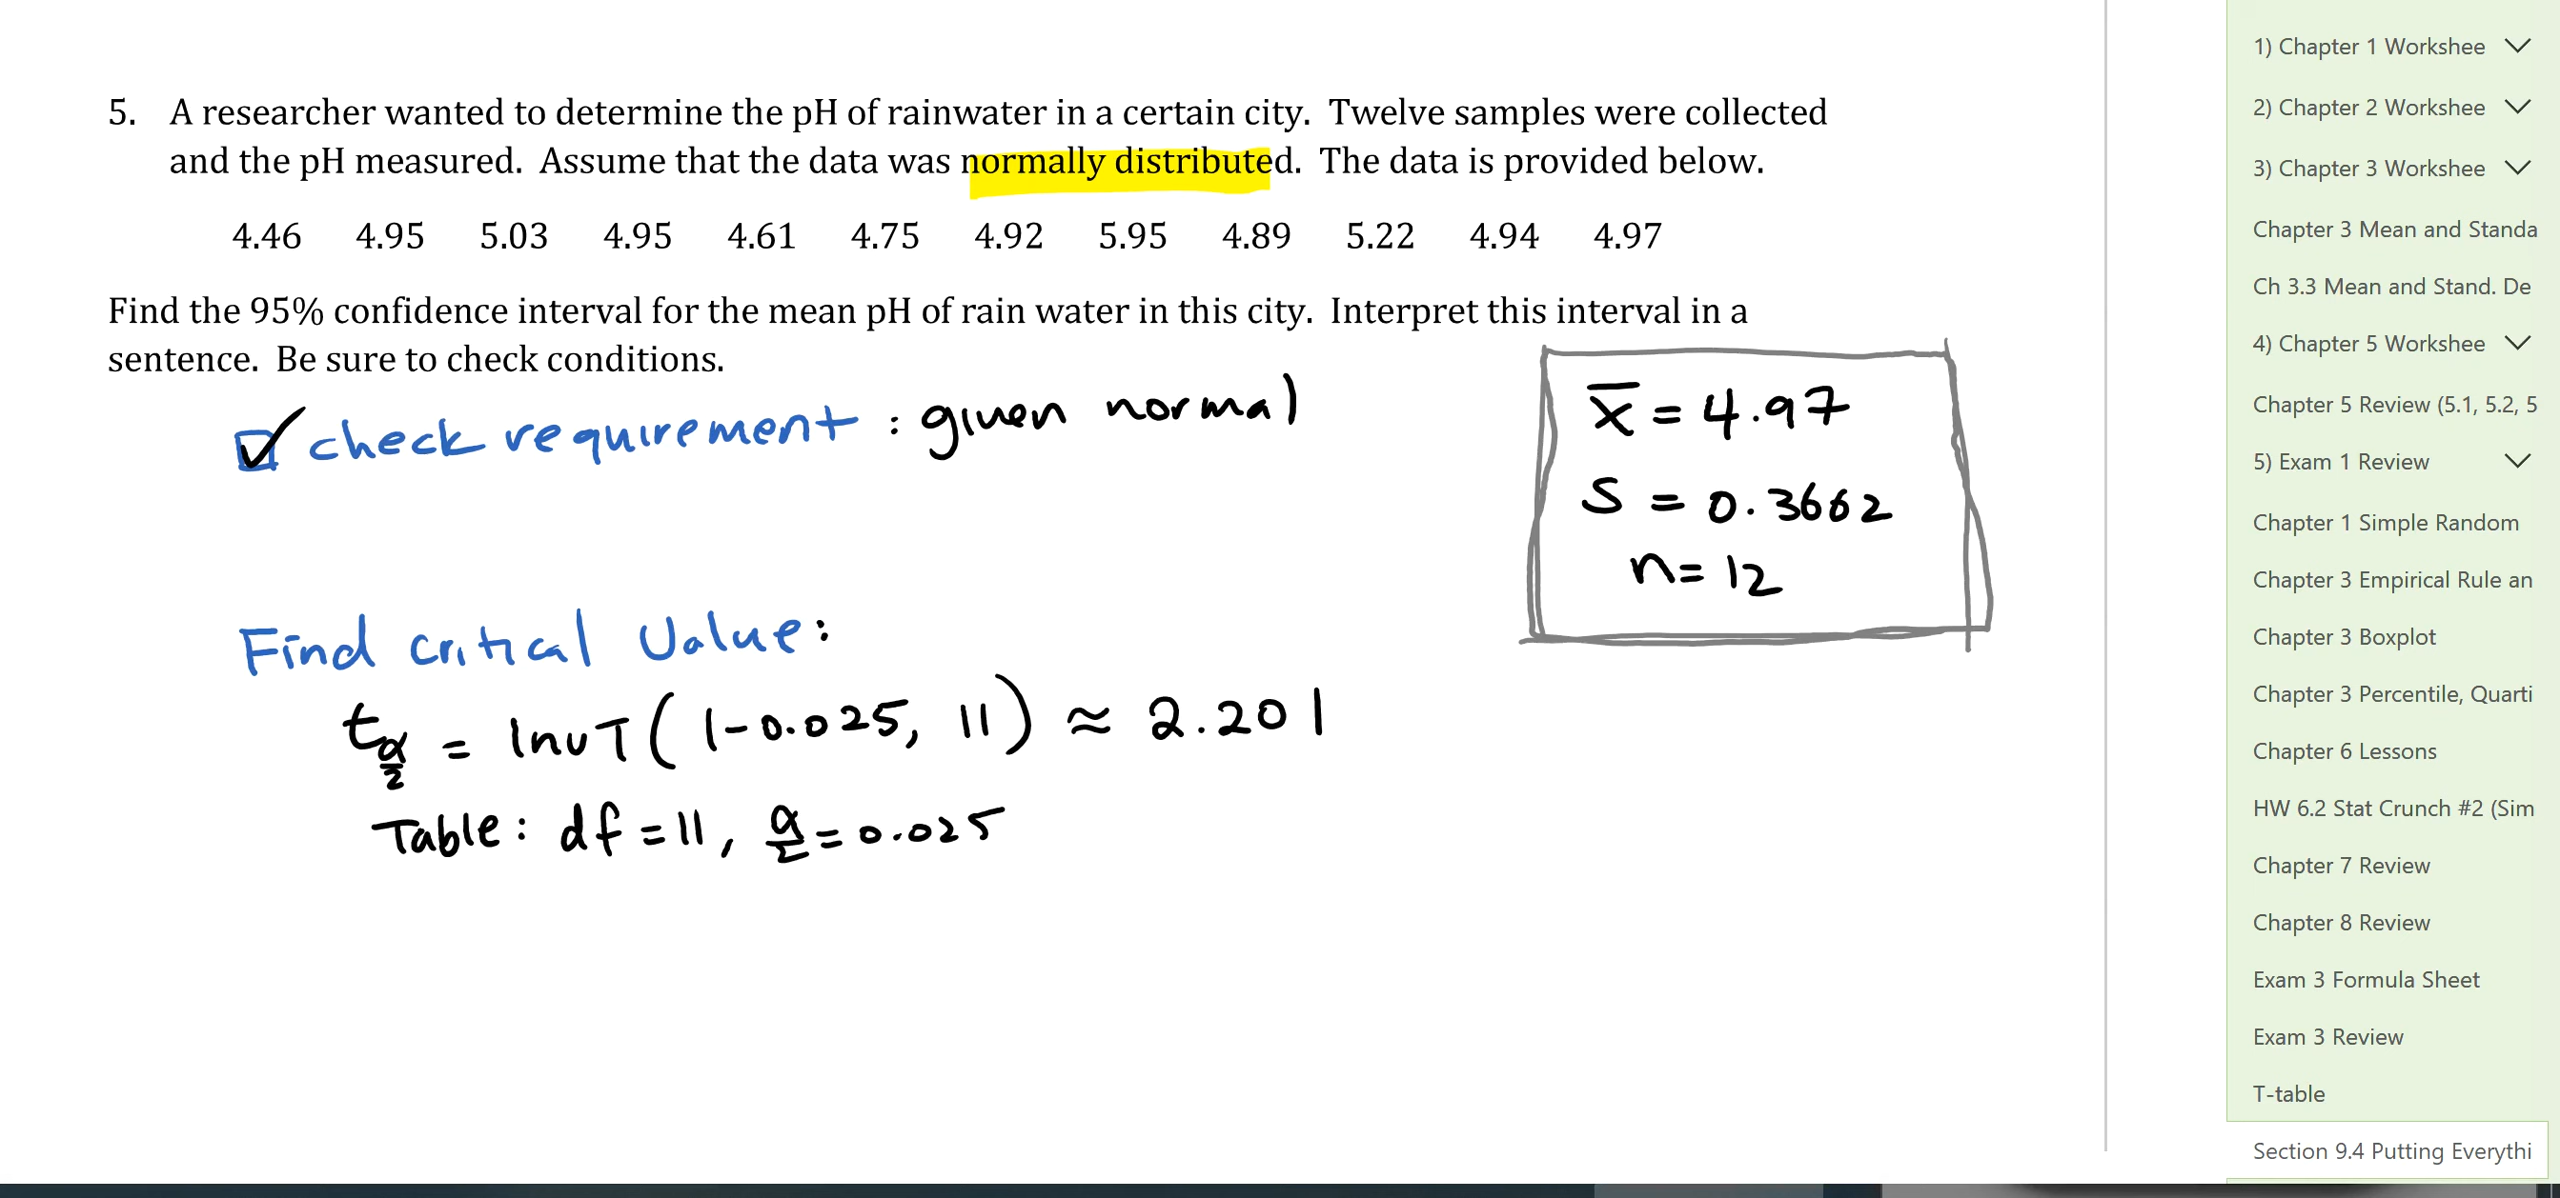 5. A researcher wanted to determine the pH of rainwater in a certain city. Twelve samples were collected
and the pH measured. Assume that the data was normally distributed. The data is provided below.
4.46 4.95 5.03 4.95 4.61 4.75 4.92 5.95 4.89 5.22 4.94 4.97
Find the 95% confidence interval for the mean pH of rain water in this city. Interpret this interval in a
sentence. Be sure to check conditions.
☑ check requirement : given normal
x̅ = 4.97
s = 0.3662
n = 12
Find critical value:
t_α/2 = InvT(1-0.025, 11) ≈ 2.201
Table: df = 11, α/2 = 0.025
1) Chapter 1 Workshee
2) Chapter 2 Workshee
3) Chapter 3 Workshee
Chapter 3 Mean and Standa
Ch 3.3 Mean and Stand. De
4) Chapter 5 Workshee
Chapter 5 Review (5.1, 5.2, 5
5) Exam 1 Review
Chapter 1 Simple Random
Chapter 3 Empirical Rule an
Chapter 3 Boxplot
Chapter 3 Percentile, Quarti
Chapter 6 Lessons
HW 6.2 Stat Crunch #2 (Sim
Chapter 7 Review
Chapter 8 Review
Exam 3 Formula Sheet
Exam 3 Review
T-table
Section 9.4 Putting Everythi